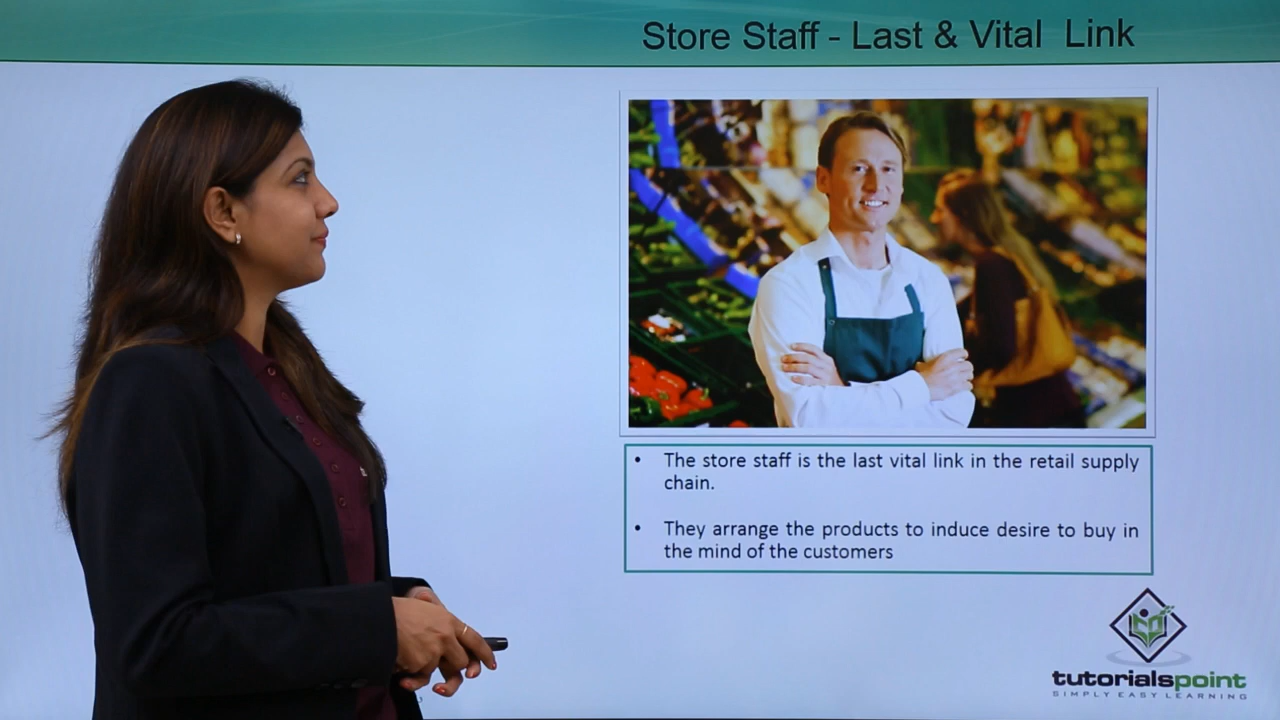 Store Staff - Last & Vital Link
• The store staff is the last vital link in the retail supply
chain.
• They arrange the products to induce desire to buy in
the mind of the customers
tutorialspoint
SIMPLY EASY LEARNING